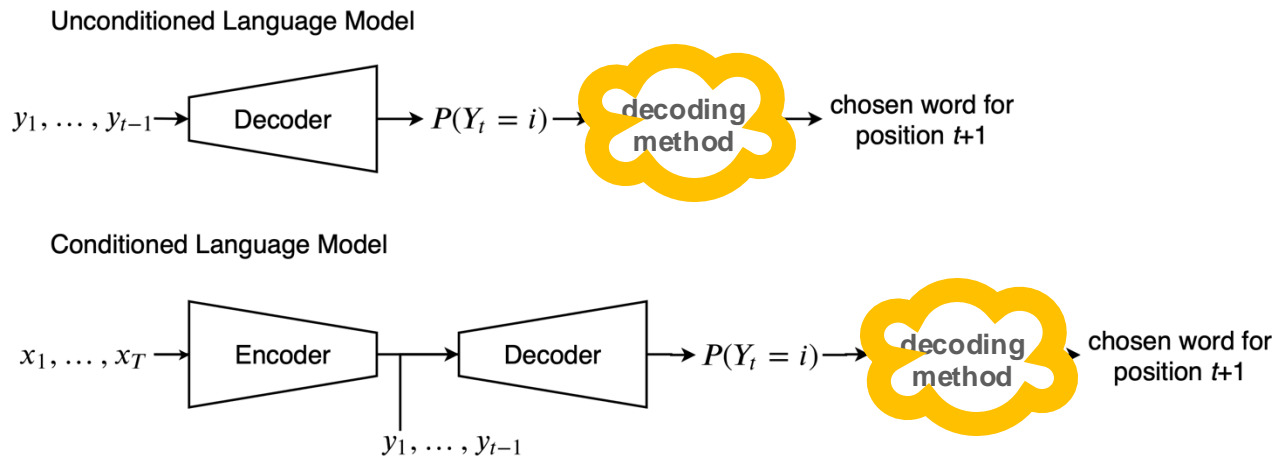 Unconditioned Language Model
y₁, … , yₜ₋₁
Decoder
P(Yₜ = i)
decoding
method
chosen word for
position t+1
Conditioned Language Model
x₁, … , x_T
Encoder
Decoder
P(Yₜ = i)
decoding
method
chosen word for
position t+1
y₁, … , yₜ₋₁